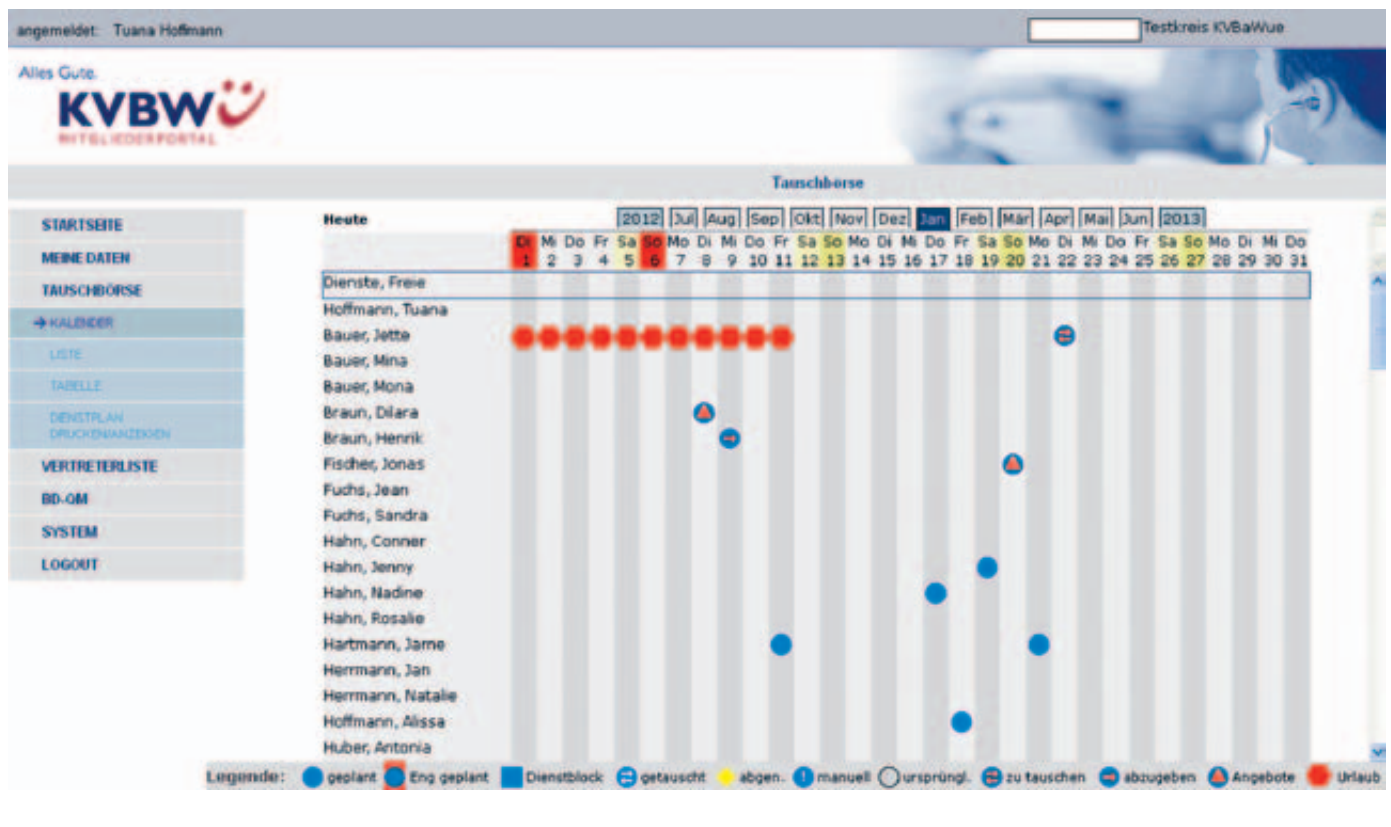 angemeldet: Tuana Hoffmann
Testkreis KVBaWue
Alles Gute.
KVBW
MITGLIEDERPORTAL
Tauschbörse
STARTSEITE
MEINE DATEN
TAUSCHBÖRSE
KALENDER
LISTE
TABELLE
DIENSTPLAN
DRUCKEN/ANZEIGEN
VERTRETERLISTE
BD-QM
SYSTEM
LOGOUT
Heute
2012 Jul Aug Sep Okt Nov Dez Jan Feb Mär Apr Mai Jun 2013
Di Mi Do Fr Sa So Mo Di Mi Do Fr Sa So Mo Di Mi Do Fr Sa So Mo Di Mi Do Fr Sa So Mo Di Mi Do
1 2 3 4 5 6 7 8 9 10 11 12 13 14 15 16 17 18 19 20 21 22 23 24 25 26 27 28 29 30 31
Dienste, Freie
Hoffmann, Tuana
Bauer, Jette
Bauer, Mina
Bauer, Mona
Braun, Dilara
Braun, Henrik
Fischer, Jonas
Fuchs, Jean
Fuchs, Sandra
Hahn, Conner
Hahn, Jenny
Hahn, Nadine
Hahn, Rosalie
Hartmann, Jarne
Herrmann, Jan
Herrmann, Natalie
Hoffmann, Alissa
Huber, Antonia
Legende: geplant Eng geplant Dienstblock getauscht abgen. manuell ursprüngl. zu tauschen abzugeben Angebote Urlaub